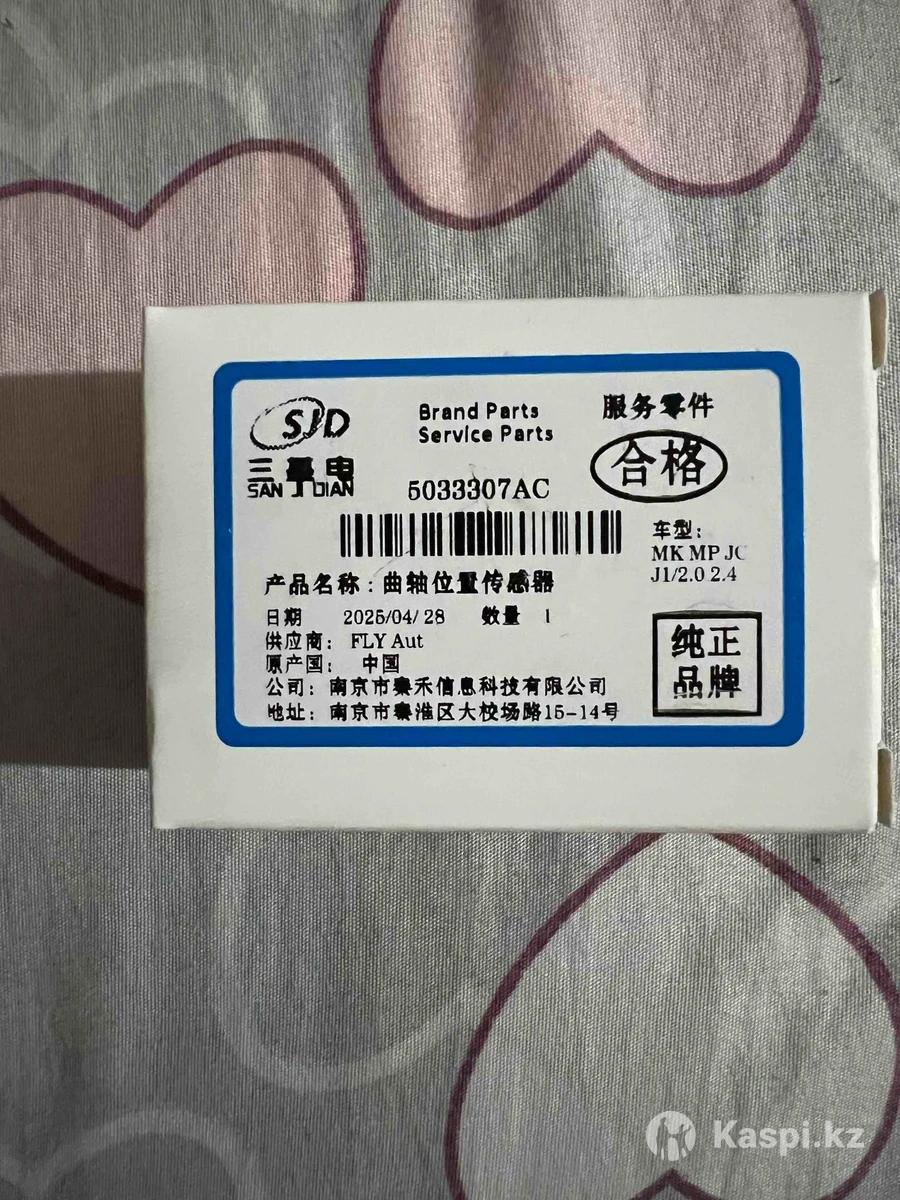 SJD
Brand Parts
Service Parts
服务零件
SAN JI DIAN
合格
5033307AC
车型:
MK MP JC
J1/2.0 2.4
产品名称:曲轴位置传感器
日期 2025/04/28 数量 1
供应商: FLY Aut
原产国: 中国
公司: 南京市秦禾信息科技有限公司
地址: 南京市秦淮区大校场路15-14号
纯正
品牌
Kaspi.kz